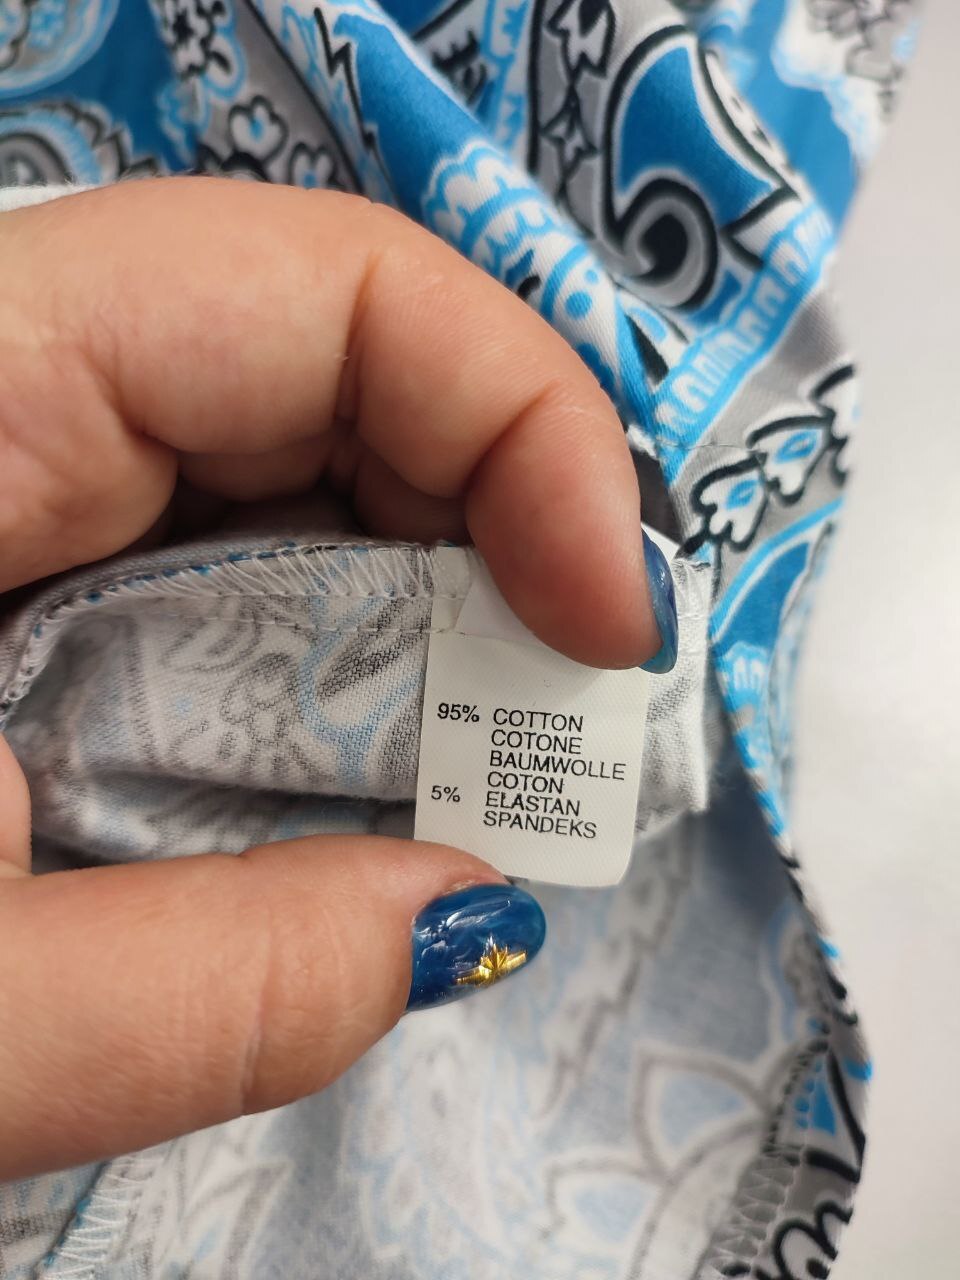 95% COTTON
COTONE
BAUMWOLLE
COTON
5% ELASTAN
SPANDEKS